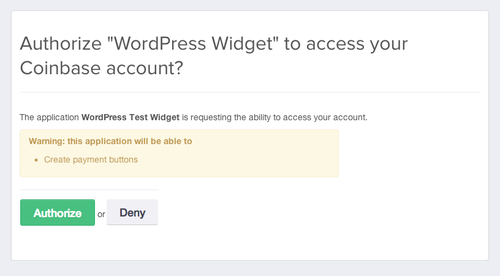 Authorize "WordPress Widget" to access your
Coinbase account?
The application WordPress Test Widget is requesting the ability to access your account.
Warning: this application will be able to
• Create payment buttons
Authorize or Deny